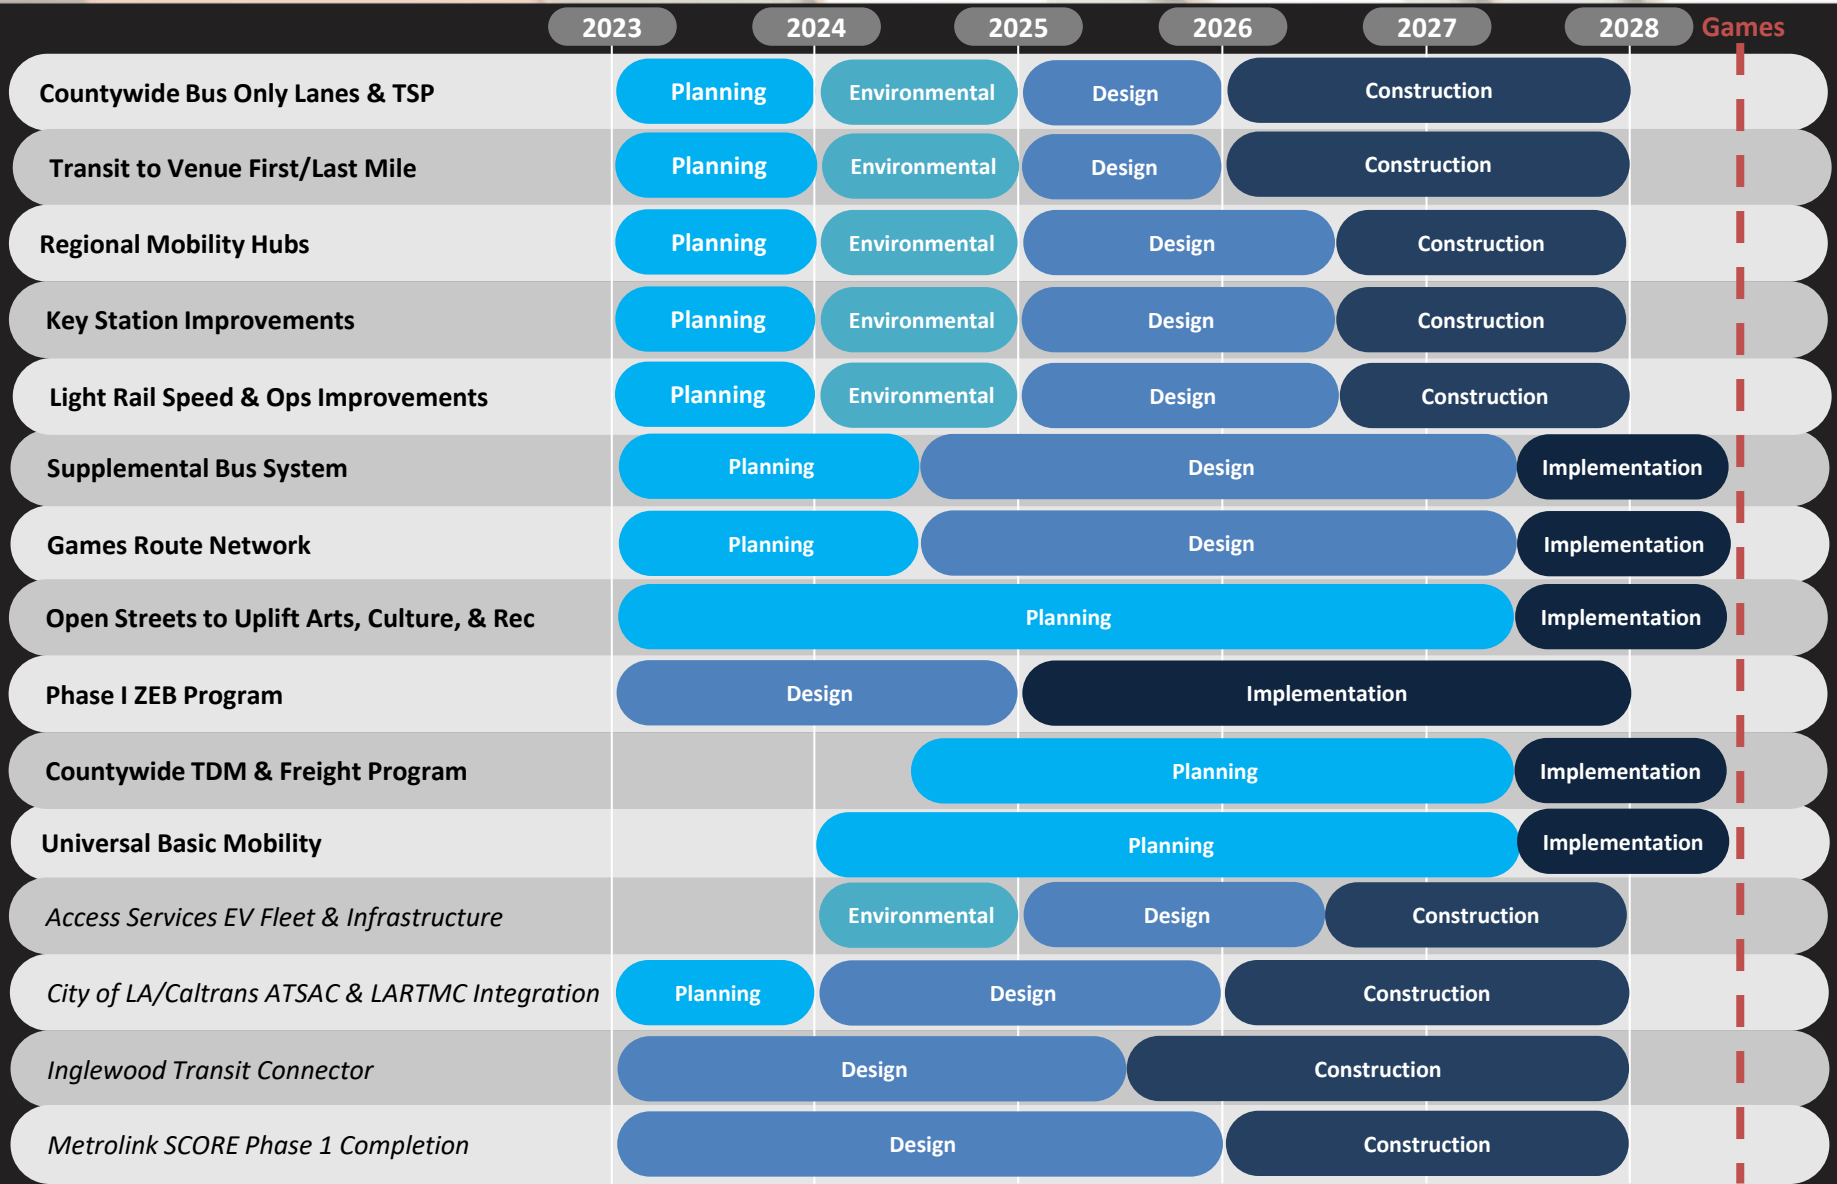 2023 2024 2025 2026 2027 2028 Games
Countywide Bus Only Lanes & TSP Planning Environmental Design Construction
Transit to Venue First/Last Mile Planning Environmental Design Construction
Regional Mobility Hubs Planning Environmental Design Construction
Key Station Improvements Planning Environmental Design Construction
Light Rail Speed & Ops Improvements Planning Environmental Design Construction
Supplemental Bus System Planning Design Implementation
Games Route Network Planning Design Implementation
Open Streets to Uplift Arts, Culture, & Rec Planning Implementation
Phase I ZEB Program Design Implementation
Countywide TDM & Freight Program Planning Implementation
Universal Basic Mobility Planning Implementation
Access Services EV Fleet & Infrastructure Environmental Design Construction
City of LA/Caltrans ATSAC & LARTMC Integration Planning Design Construction
Inglewood Transit Connector Design Construction
Metrolink SCORE Phase 1 Completion Design Construction